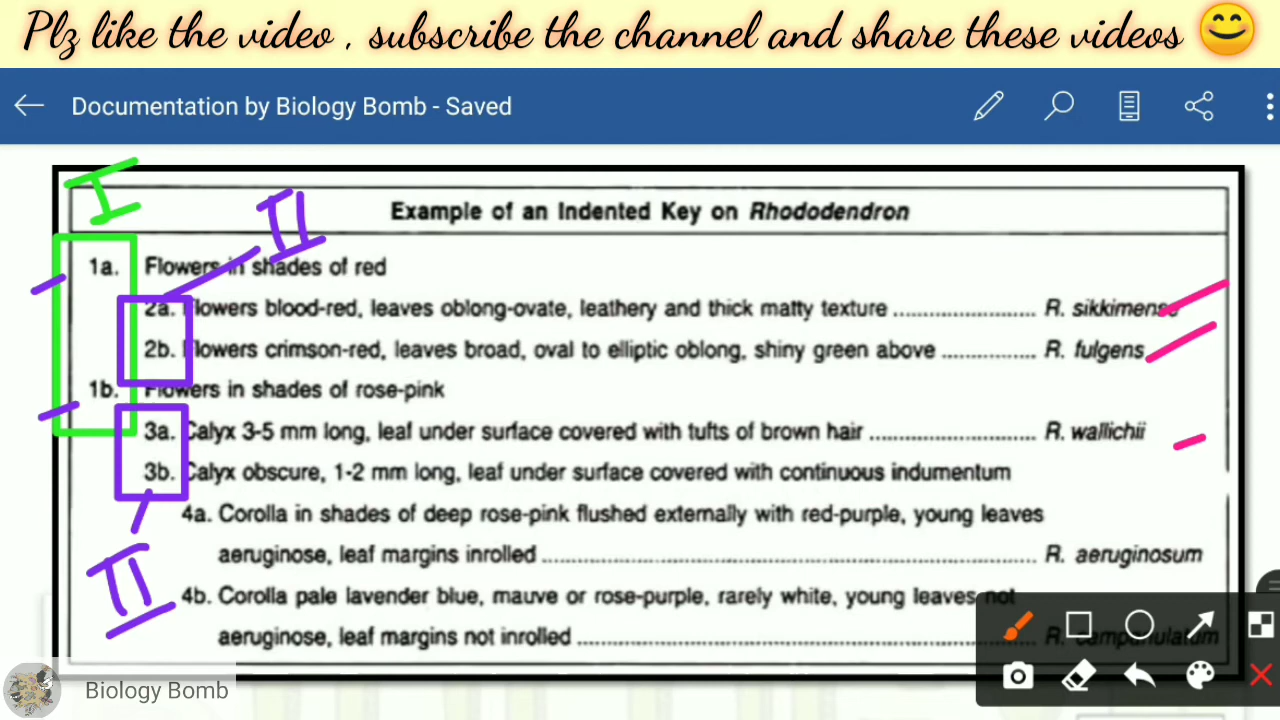 Plz like the video , subscribe the channel and share these videos 😊
Documentation by Biology Bomb - Saved
I
II
Example of an Indented Key on Rhododendron
1a. Flowers in shades of red
2a. Flowers blood-red, leaves oblong-ovate, leathery and thick matty texture ........................ R. sikkimense
2b. Flowers crimson-red, leaves broad, oval to elliptic oblong, shiny green above ................ R. fulgens
1b. Flowers in shades of rose-pink
3a. Calyx 3-5 mm long, leaf under surface covered with tufts of brown hair ............................ R. wallichii
3b. Calyx obscure, 1-2 mm long, leaf under surface covered with continuous indumentum
4a. Corolla in shades of deep rose-pink flushed externally with red-purple, young leaves
aeruginose, leaf margins inrolled ................................................................................ R. aeruginosum
II
4b. Corolla pale lavender blue, mauve or rose-purple, rarely white, young leaves not
aeruginose, leaf margins not inrolled .......................................................................... R. campanulatum
Biology Bomb